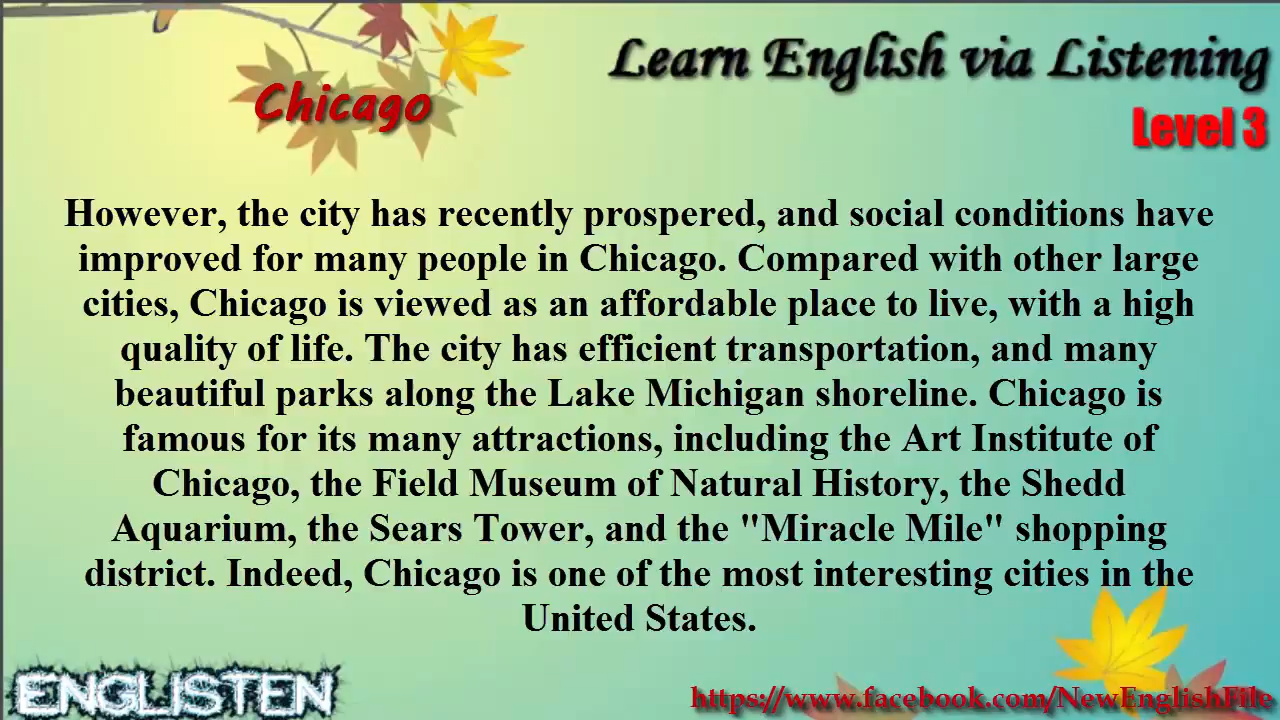 Learn English via Listening
Chicago
Level 3
However, the city has recently prospered, and social conditions have
improved for many people in Chicago. Compared with other large
cities, Chicago is viewed as an affordable place to live, with a high
quality of life. The city has efficient transportation, and many
beautiful parks along the Lake Michigan shoreline. Chicago is
famous for its many attractions, including the Art Institute of
Chicago, the Field Museum of Natural History, the Shedd
Aquarium, the Sears Tower, and the "Miracle Mile" shopping
district. Indeed, Chicago is one of the most interesting cities in the
United States.
ENGLISTEN
https://www.facebook.com/NewEnglishFile